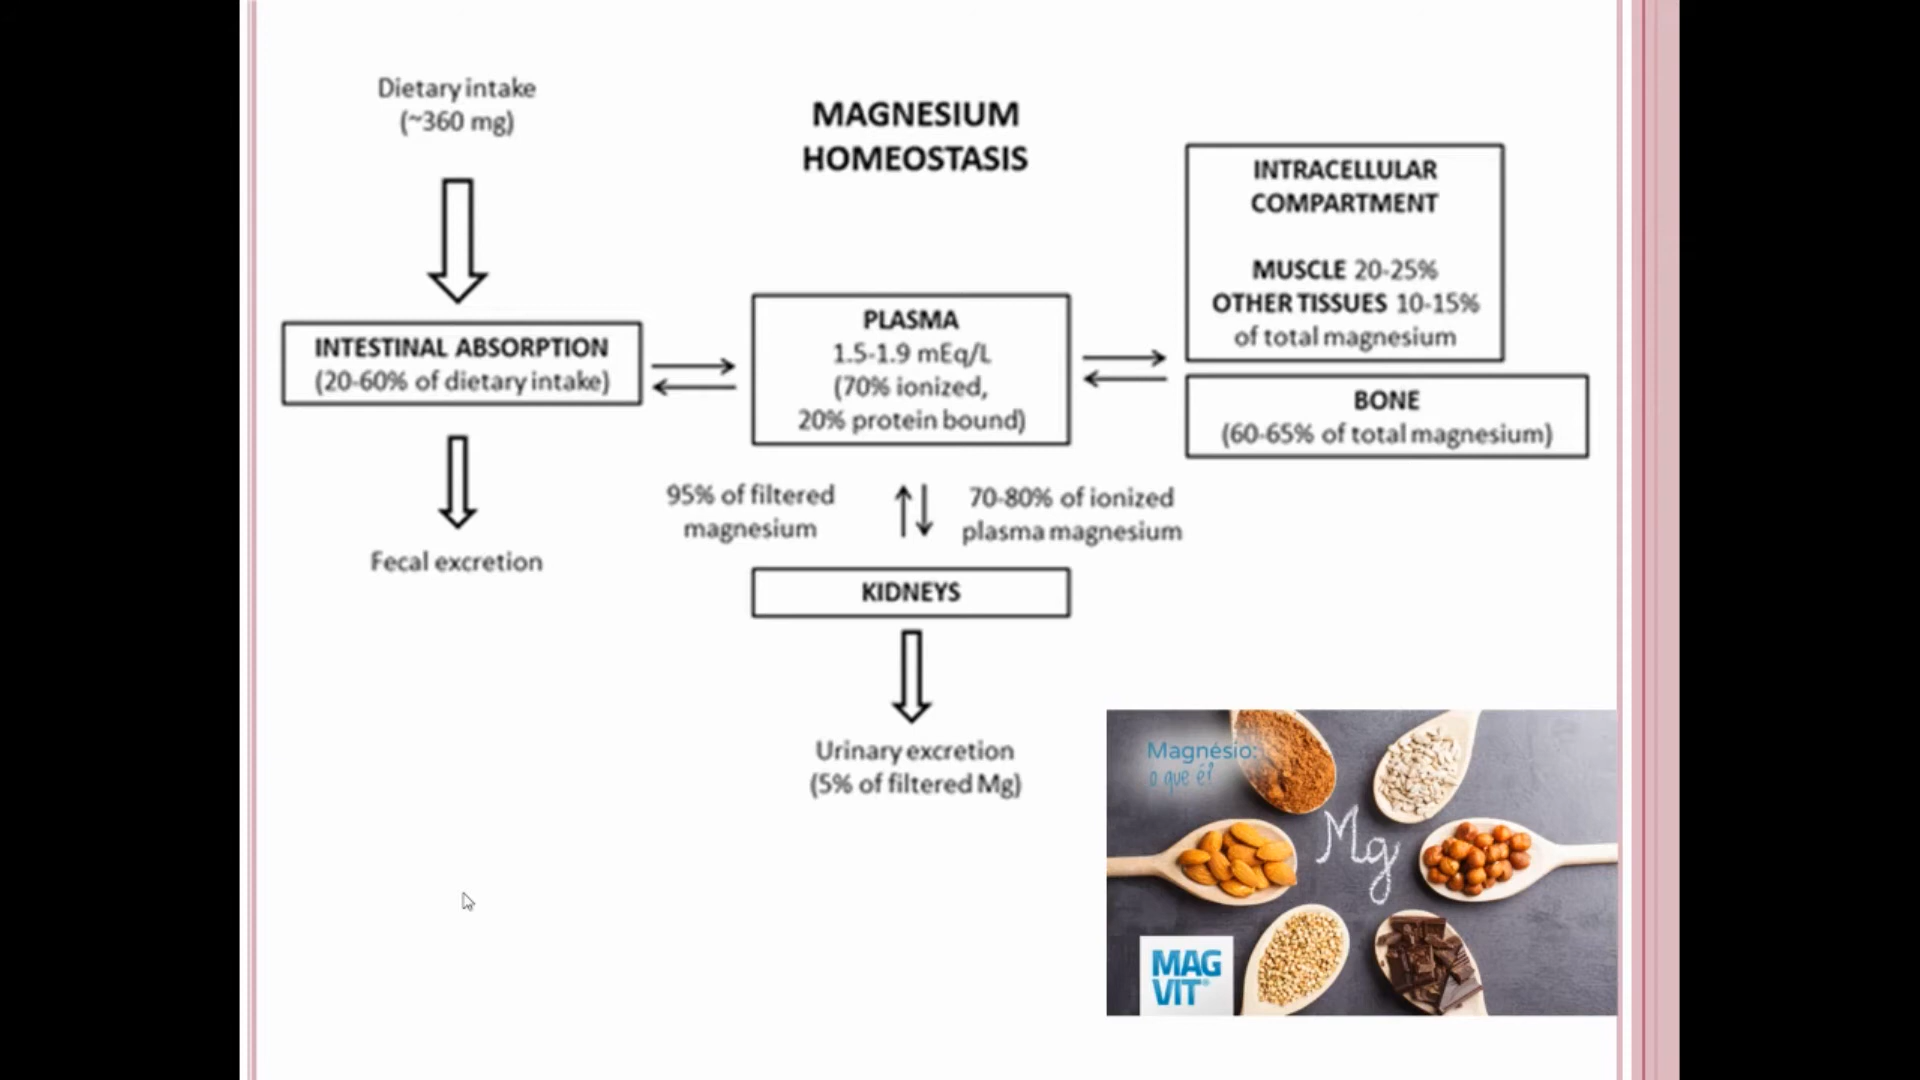 Dietary intake
(~360 mg)
MAGNESIUM
HOMEOSTASIS
INTRACELLULAR
COMPARTMENT
MUSCLE 20-25%
OTHER TISSUES 10-15%
of total magnesium
INTESTINAL ABSORPTION
(20-60% of dietary intake)
PLASMA
1.5-1.9 mEq/L
(70% ionized,
20% protein bound)
BONE
(60-65% of total magnesium)
95% of filtered
magnesium
70-80% of ionized
plasma magnesium
Fecal excretion
KIDNEYS
Urinary excretion
(5% of filtered Mg)
Magnésio:
o que é?
Mg
MAG
VIT®